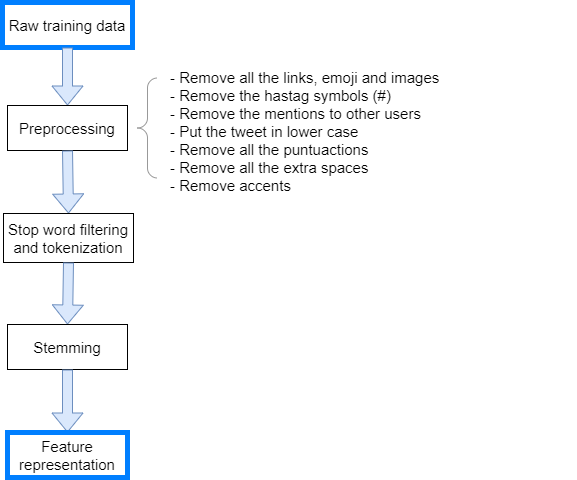 Raw training data
- Remove all the links, emoji and images
- Remove the hastag symbols (#)
- Remove the mentions to other users
- Put the tweet in lower case
- Remove all the puntuactions
- Remove all the extra spaces
- Remove accents
Preprocessing
Stop word filtering
and tokenization
Stemming
Feature
representation